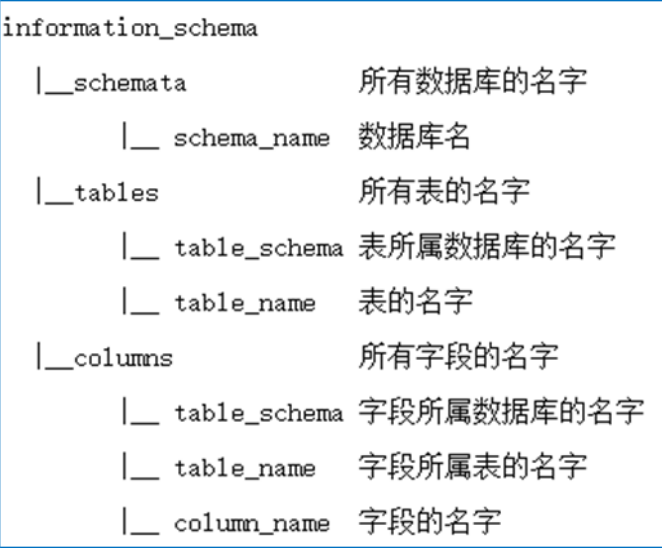 information_schema
|__schemata 所有数据库的名字
|__ schema_name 数据库名
|__tables 所有表的名字
|__ table_schema 表所属数据库的名字
|__ table_name 表的名字
|__columns 所有字段的名字
|__ table_schema 字段所属数据库的名字
|__ table_name 字段所属表的名字
|__ column_name 字段的名字